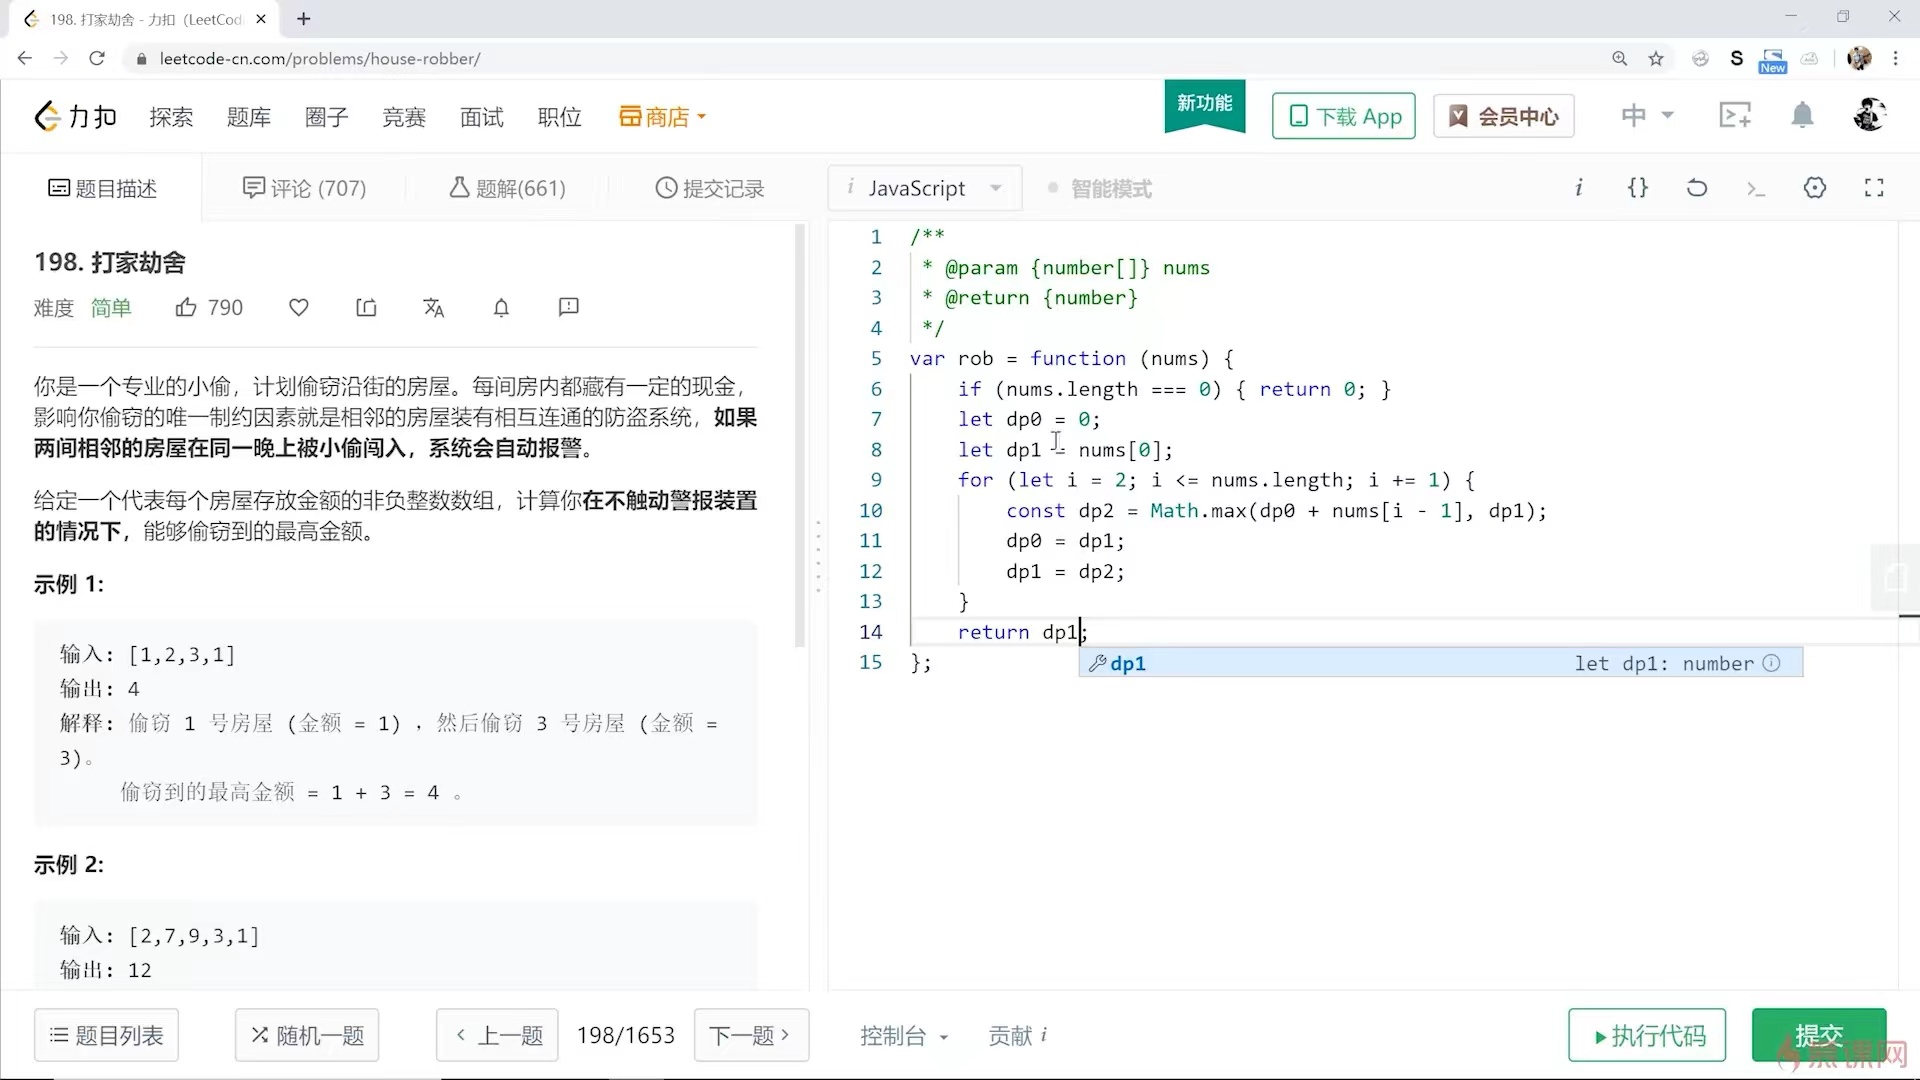 198. 打家劫舍 - 力扣（LeetCod
leetcode-cn.com/problems/house-robber/
S
New
力扣
探索
题库
圈子
竞赛
面试
职位
商店
新功能
下载 App
会员中心
中
题目描述
评论 (707)
题解(661)
提交记录
i JavaScript
智能模式
i
{}
>_
198. 打家劫舍
难度 简单 790
你是一个专业的小偷，计划偷窃沿街的房屋。每间房内都藏有一定的现金，
影响你偷窃的唯一制约因素就是相邻的房屋装有相互连通的防盗系统，如果
两间相邻的房屋在同一晚上被小偷闯入，系统会自动报警。
给定一个代表每个房屋存放金额的非负整数数组，计算你在不触动警报装置
的情况下，能够偷窃到的最高金额。
示例 1:
输入: [1,2,3,1]
输出: 4
解释: 偷窃 1 号房屋 (金额 = 1) ，然后偷窃 3 号房屋 (金额 =
3)。
偷窃到的最高金额 = 1 + 3 = 4 。
示例 2:
输入: [2,7,9,3,1]
输出: 12
1 /**
2 * @param {number[]} nums
3 * @return {number}
4 */
5 var rob = function (nums) {
6 if (nums.length === 0) { return 0; }
7 let dp0 = 0;
8 let dp1 = nums[0];
9 for (let i = 2; i <= nums.length; i += 1) {
10 const dp2 = Math.max(dp0 + nums[i - 1], dp1);
11 dp0 = dp1;
12 dp1 = dp2;
13 }
14 return dp1;
15 };
dp1 let dp1: number
题目列表
随机一题
上一题
198/1653
下一题
控制台
贡献 i
执行代码
提交
慕课网